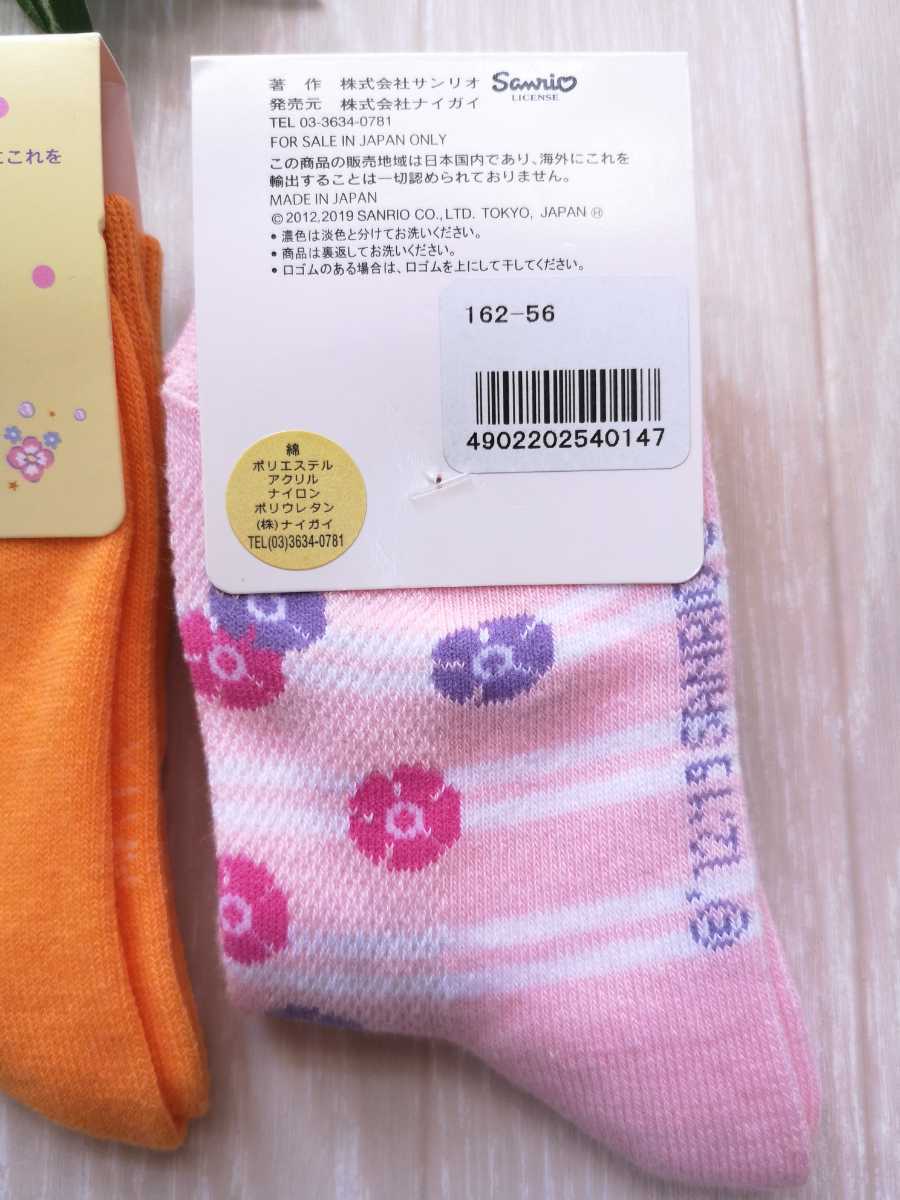 にこれを
著 作 株式会社サンリオ Sanrio
LICENSE
発売元 株式会社ナイガイ
TEL 03-3634-0781
FOR SALE IN JAPAN ONLY
この商品の販売地域は日本国内であり、海外にこれを
輸出することは一切認められておりません。
MADE IN JAPAN
© 2012, 2019 SANRIO CO., LTD. TOKYO, JAPAN Ⓗ
• 濃色は淡色と分けてお洗いください。
• 商品は裏返してお洗いください。
• 口ゴムのある場合は、口ゴムを上にして干してください。
162-56
4902202540147
綿
ポリエステル
アクリル
ナイロン
ポリウレタン
(株)ナイガイ
TEL(03)3634-0781